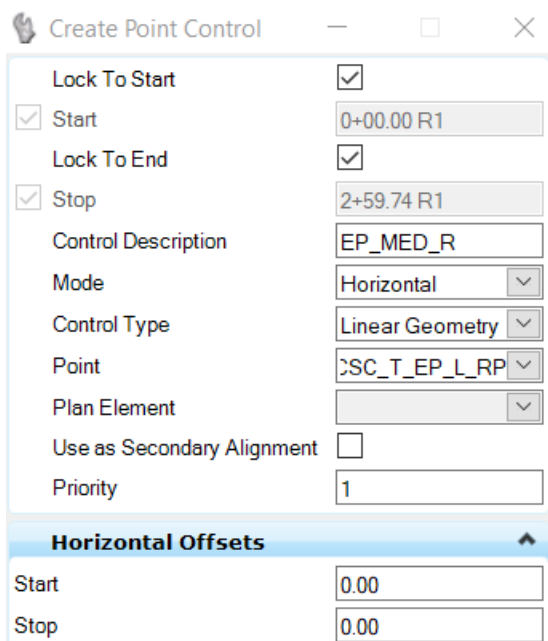 Create Point Control
Lock To Start
Start 0+00.00 R1
Lock To End
Stop 2+59.74 R1
Control Description EP_MED_R
Mode Horizontal
Control Type Linear Geometry
Point CSC_T_EP_L_RP
Plan Element
Use as Secondary Alignment
Priority 1
Horizontal Offsets
Start 0.00
Stop 0.00